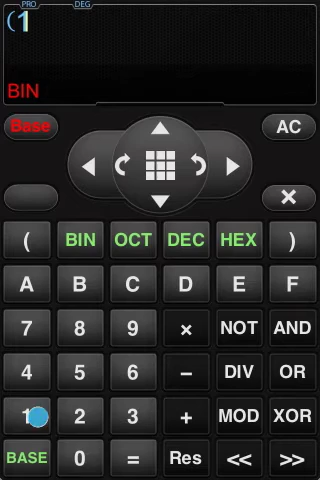 PRO DEG
(1
BIN
Base AC
( BIN OCT DEC HEX )
A B C D E F
7 8 9 × NOT AND
4 5 6 − DIV OR
1 2 3 + MOD XOR
BASE 0 = Res << >>